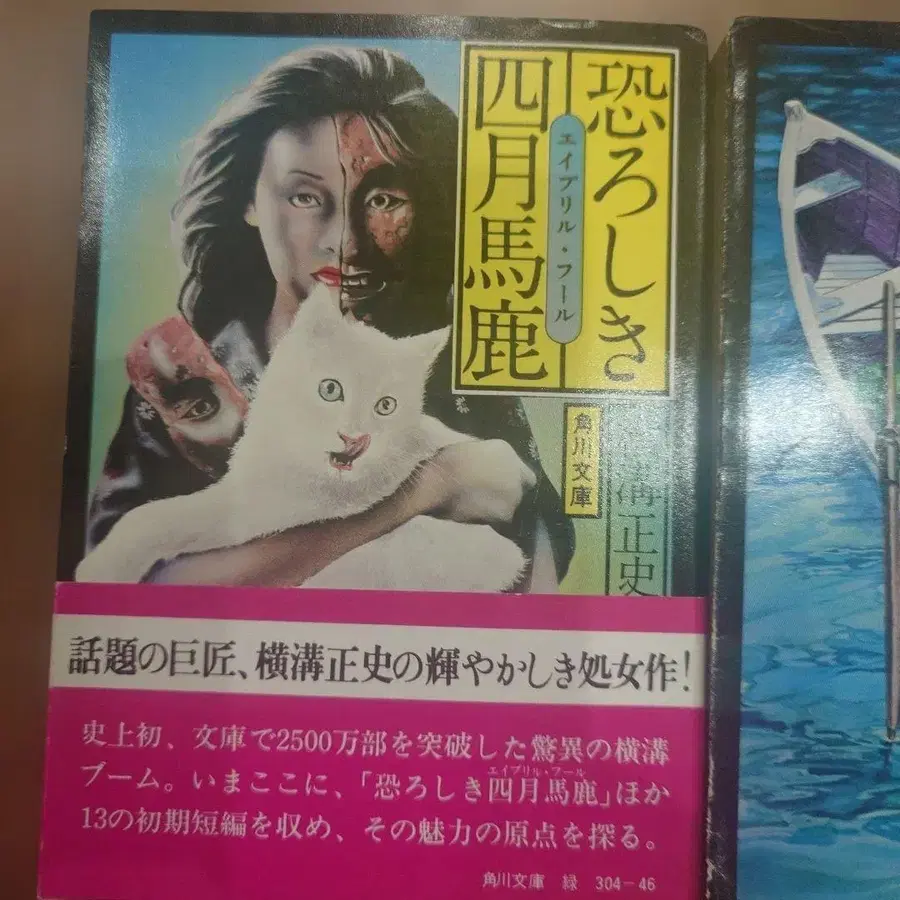 恐ろしき
四月馬鹿
エイプリル・フール
角川文庫
溝正史
話題の巨匠、横溝正史の輝やかしき処女作!
史上初、文庫で2500万部を突破した驚異の横溝
エイプリル・フール
ブーム。いまここに、「恐ろしき四月馬鹿」ほか
13の初期短編を収め、その魅力の原点を探る。
角川文庫 緑 304-46